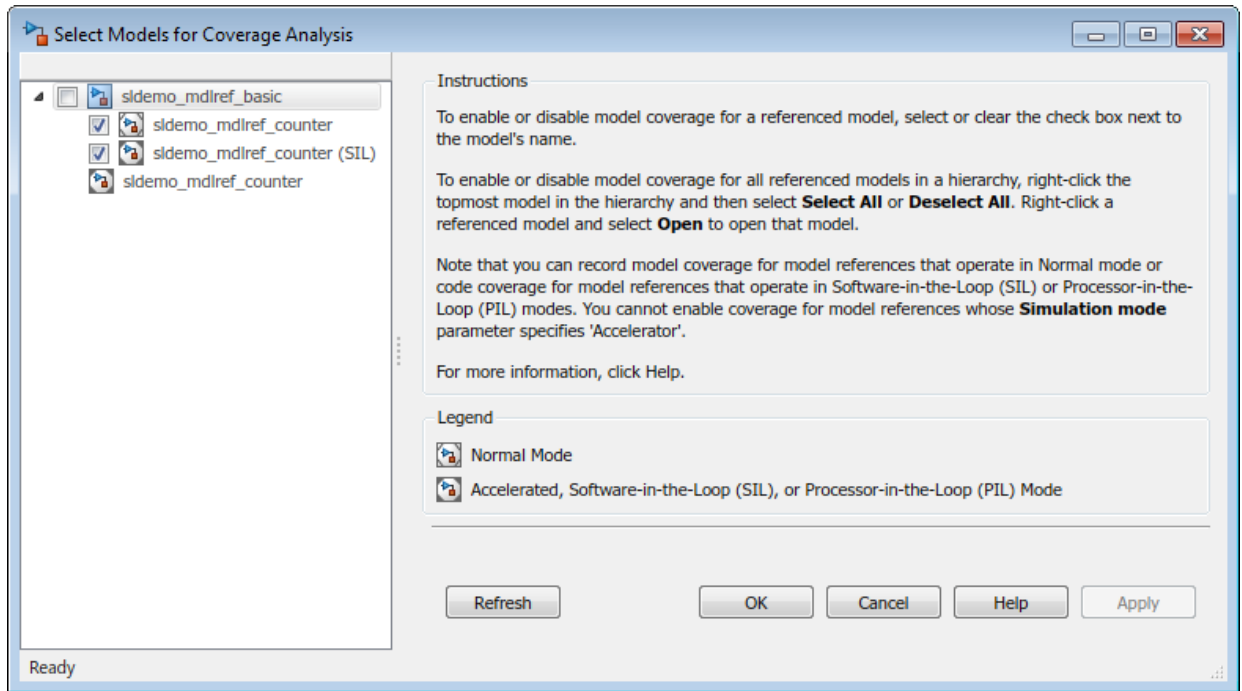 Select Models for Coverage Analysis
sldemo_mdlref_basic
sldemo_mdlref_counter
sldemo_mdlref_counter (SIL)
sldemo_mdlref_counter
Instructions
To enable or disable model coverage for a referenced model, select or clear the check box next to
the model's name.
To enable or disable model coverage for all referenced models in a hierarchy, right-click the
topmost model in the hierarchy and then select Select All or Deselect All. Right-click a
referenced model and select Open to open that model.
Note that you can record model coverage for model references that operate in Normal mode or
code coverage for model references that operate in Software-in-the-Loop (SIL) or Processor-in-the-
Loop (PIL) modes. You cannot enable coverage for model references whose Simulation mode
parameter specifies 'Accelerator'.
For more information, click Help.
Legend
Normal Mode
Accelerated, Software-in-the-Loop (SIL), or Processor-in-the-Loop (PIL) Mode
Refresh OK Cancel Help Apply
Ready